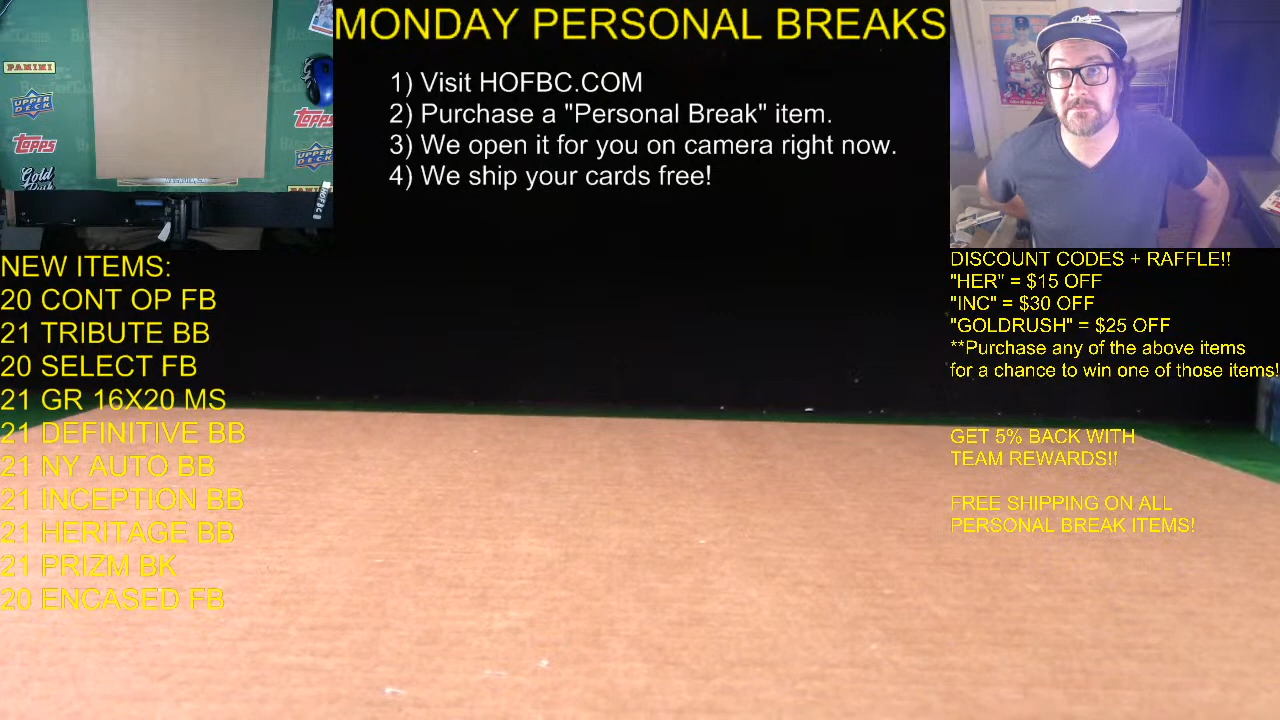 MONDAY PERSONAL BREAKS
1) Visit HOFBC.COM
2) Purchase a "Personal Break" item.
3) We open it for you on camera right now.
4) We ship your cards free!
PANINI
UPPER DECK
TOPPS
Gold
TOPPS
UPPER DECK
HOFBC
Dodgers
NEW ITEMS:
20 CONT OP FB
21 TRIBUTE BB
20 SELECT FB
21 GR 16X20 MS
21 DEFINITIVE BB
21 NY AUTO BB
21 INCEPTION BB
21 HERITAGE BB
21 PRIZM BK
20 ENCASED FB
DISCOUNT CODES + RAFFLE!!
"HER" = $15 OFF
"INC" = $30 OFF
"GOLDRUSH" = $25 OFF
**Purchase any of the above items
for a chance to win one of those items!
GET 5% BACK WITH
TEAM REWARDS!!
FREE SHIPPING ON ALL
PERSONAL BREAK ITEMS!